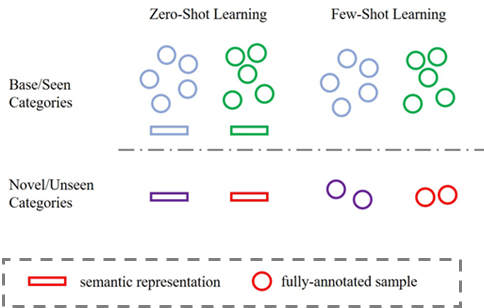 Zero-Shot Learning
Few-Shot Learning
Base/Seen
Categories
Novel/Unseen
Categories
semantic representation
fully-annotated sample